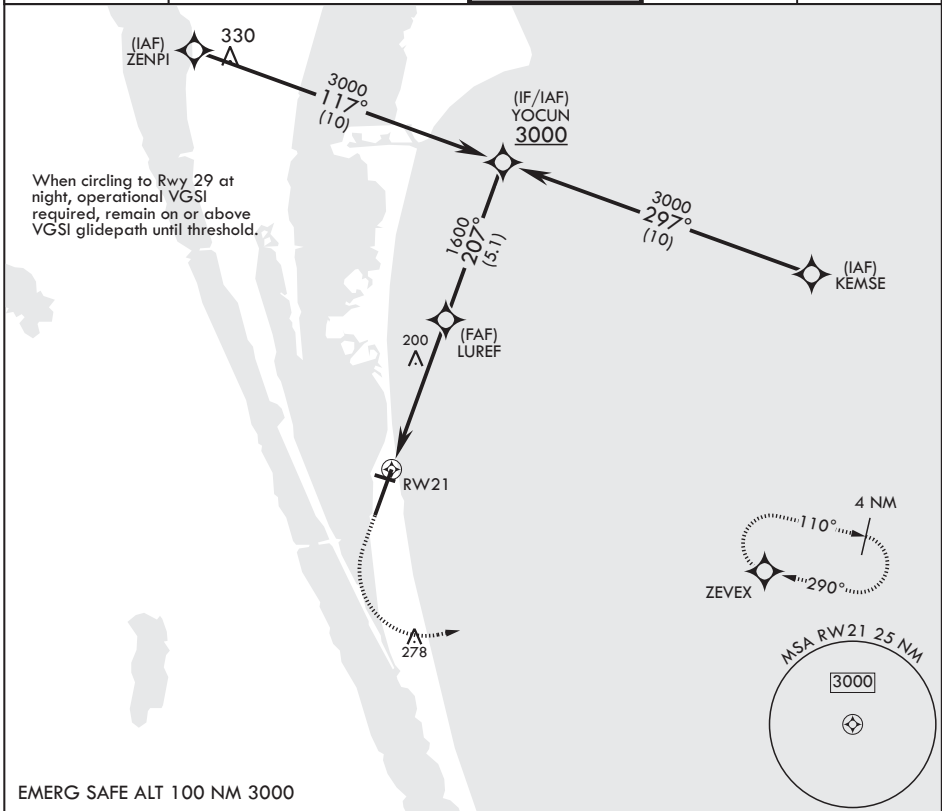 (IAF)
ZENPI
330
3000
117°
(10)
(IF/IAF)
YOCUN
3000
When circling to Rwy 29 at
night, operational VGSI
required, remain on or above
VGSI glidepath until threshold.
3000
297°
(10)
(IAF)
KEMSE
1600
207°
(5.1)
(FAF)
LUREF
200
RW21
4 NM
110°
290°
ZEVEX
278
MSA RW21 25 NM
3000
EMERG SAFE ALT 100 NM 3000